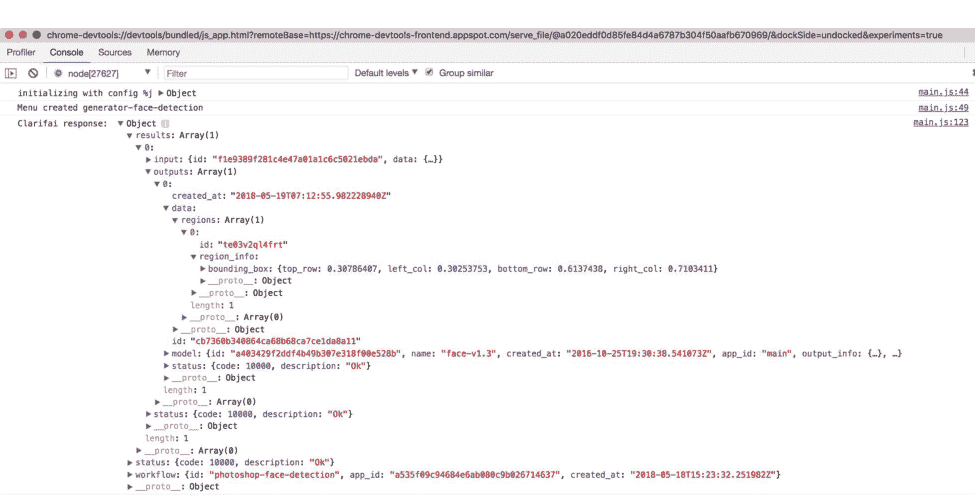 chrome-devtools://devtools/bundled/js_app.html?remoteBase=https://chrome-devtools-frontend.appspot.com/serve_file/@a020eddf0d85fe84d4a6787b304f50aafb670969/&dockSide=undocked&experiments=true
Profiler Console Sources Memory
node[27627] ▼ Filter Default levels ▼ Group similar
initializing with config %j ▶ Object main.js:44
Menu created generator-face-detection main.js:49
Clarifai response: ▼ Object main.js:123
▼ results: Array(1)
▼ 0:
▶ input: {id: "f1e9389f281c4e47a01a1c6c5021ebda", data: {…}}
▼ outputs: Array(1)
▼ 0:
created_at: "2018-05-19T07:12:55.982228940Z"
▼ data:
▼ regions: Array(1)
▼ 0:
id: "te03v2ql4frt"
▼ region_info:
▶ bounding_box: {top_row: 0.30786407, left_col: 0.30253753, bottom_row: 0.6137438, right_col: 0.7103411}
▶ __proto__: Object
▶ __proto__: Object
length: 1
▶ __proto__: Array(0)
▶ __proto__: Object
id: "cb7360b340864ca68b68ca7ce1da8a11"
▶ model: {id: "a403429f2ddf4b49b307e318f00e528b", name: "face-v1.3", created_at: "2016-10-25T19:30:38.541073Z", app_id: "main", output_info: {…}, …}
▶ status: {code: 10000, description: "Ok"}
▶ __proto__: Object
length: 1
▶ __proto__: Array(0)
▶ status: {code: 10000, description: "Ok"}
▶ __proto__: Object
length: 1
▶ __proto__: Array(0)
▶ status: {code: 10000, description: "Ok"}
▶ workflow: {id: "photoshop-face-detection", app_id: "a535f09c94684e6ab080c9b026714637", created_at: "2018-05-18T15:23:32.251982Z"}
▶ __proto__: Object